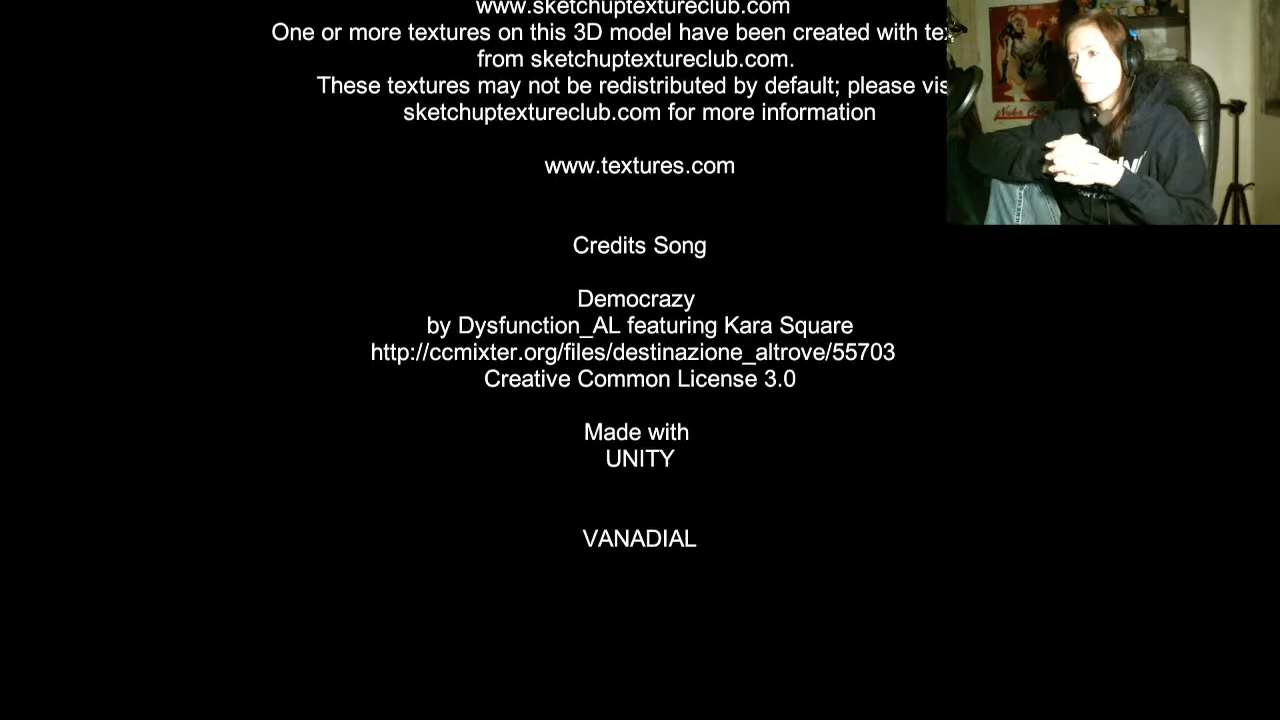 www.sketchuptextureclub.com
One or more textures on this 3D model have been created with
from sketchuptextureclub.com.
These textures may not be redistributed by default; please
sketchuptextureclub.com for more information
www.textures.com
Credits Song
Democrazy
by Dysfunction_AL featuring Kara Square
http://ccmixter.org/files/destinazione_altrove/55703
Creative Common License 3.0
Made with
UNITY
VANADIAL